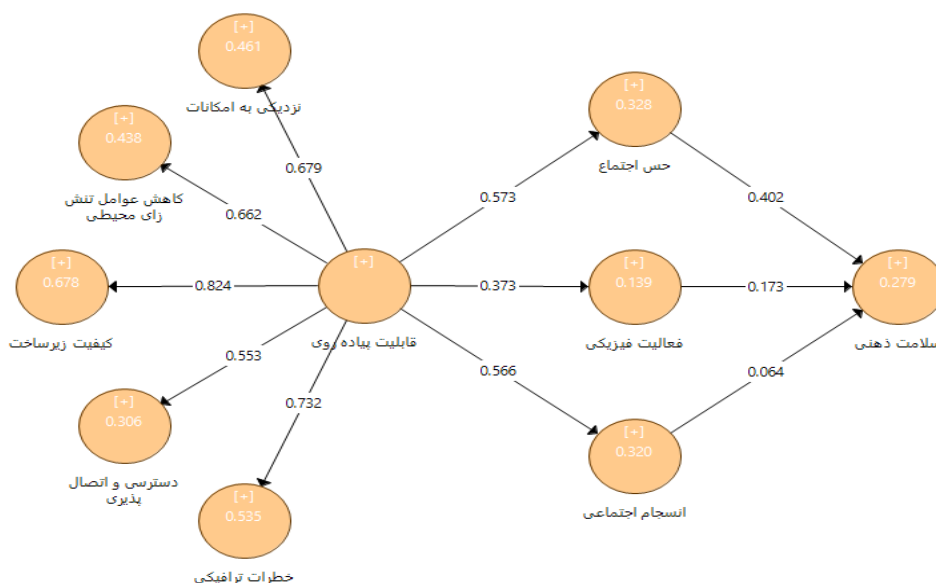 [+]
0.461
نزدیکی به امکانات
[+]
0.438
کاهش عوامل تنش
زای محیطی
[+]
0.678
کیفیت زیرساخت
[+]
0.306
دسترسی و اتصال
پذیری
[+]
0.535
خطرات ترافیکی
0.679
0.662
0.824
0.553
0.732
[+]
قابلیت پیاده روی
0.573
0.373
0.566
[+]
0.328
حس اجتماع
[+]
0.139
فعالیت فیزیکی
[+]
0.320
انسجام اجتماعی
0.402
0.173
0.064
[+]
0.279
سلامت ذهنی